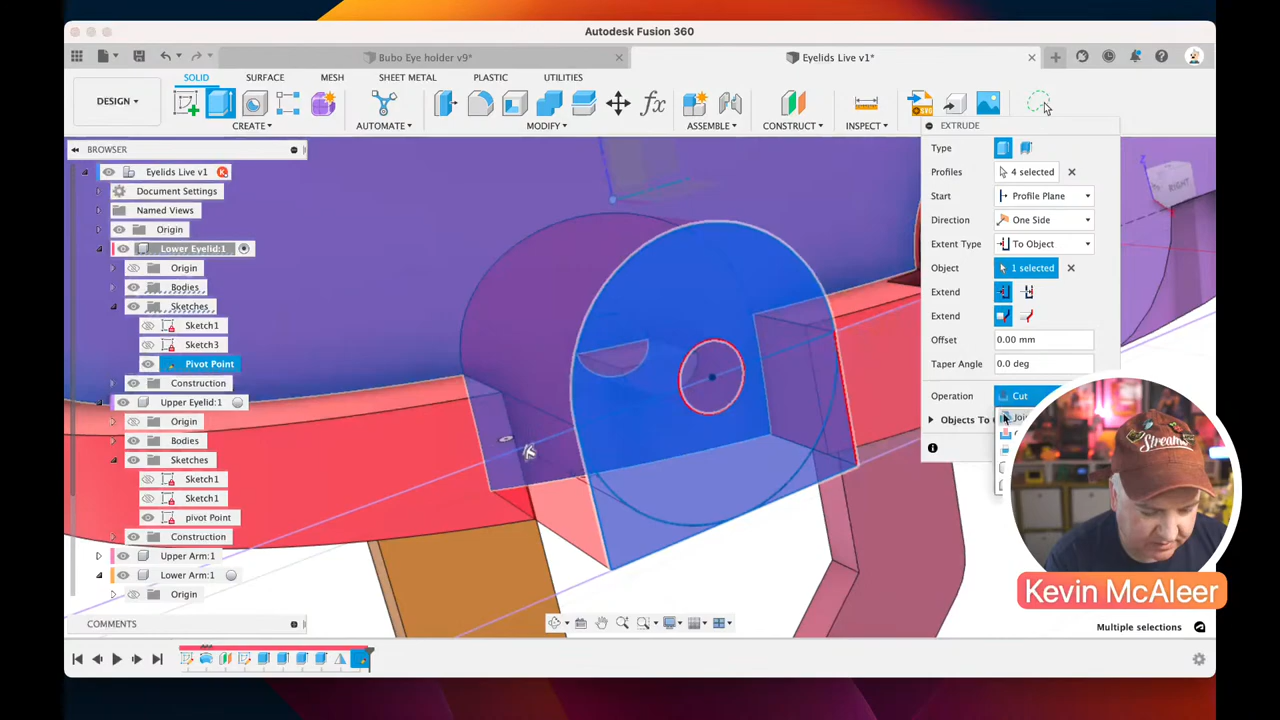 Autodesk Fusion 360
Bubo Eye holder v9*
Eyelids Live v1*
DESIGN
SOLID
SURFACE
MESH
SHEET METAL
PLASTIC
UTILITIES
CREATE
AUTOMATE
MODIFY
ASSEMBLE
CONSTRUCT
INSPECT
BROWSER
Eyelids Live v1
Document Settings
Named Views
Origin
Lower Eyelid:1
Origin
Bodies
Sketches
Sketch1
Sketch3
Pivot Point
Construction
Upper Eyelid:1
Origin
Bodies
Sketches
Sketch1
Sketch1
pivot Point
Construction
Upper Arm:1
Lower Arm:1
Origin
COMMENTS
EXTRUDE
Type
Profiles
4 selected
Start
Profile Plane
Direction
One Side
Extent Type
To Object
Object
1 selected
Extend
Extend
Offset
0.00 mm
Taper Angle
0.0 deg
Operation
Cut
RIGHT
Z
Streams
Kevin McAleer
Multiple selections